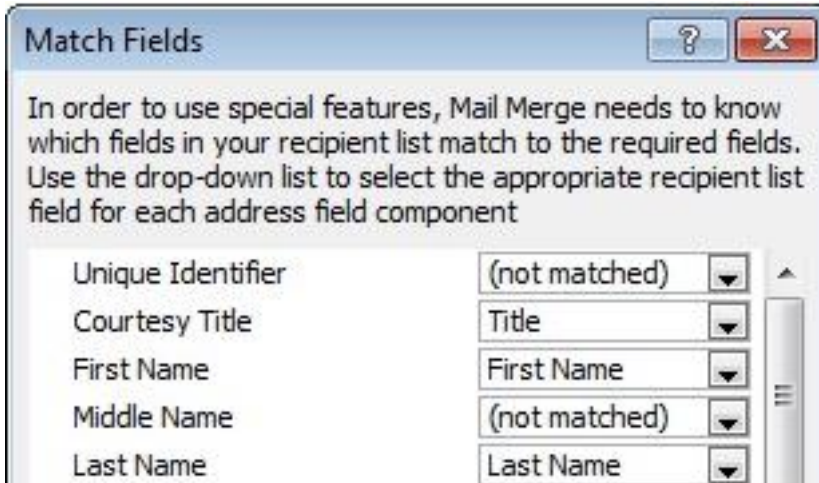 Match Fields
In order to use special features, Mail Merge needs to know
which fields in your recipient list match to the required fields.
Use the drop-down list to select the appropriate recipient list
field for each address field component
Unique Identifier (not matched)
Courtesy Title Title
First Name First Name
Middle Name (not matched)
Last Name Last Name